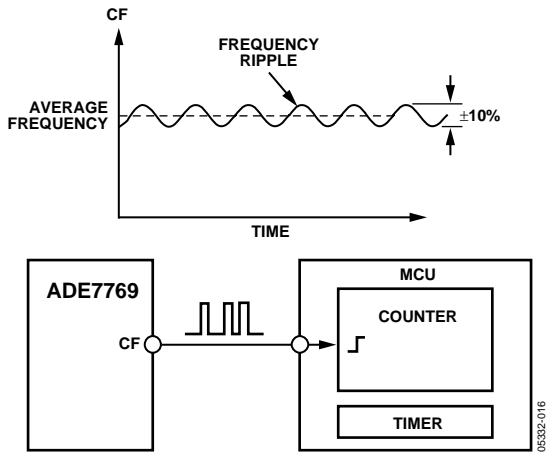 CF
FREQUENCY
RIPPLE
AVERAGE
FREQUENCY
±10%
TIME
ADE7769
CF
MCU
COUNTER
TIMER
05332-016